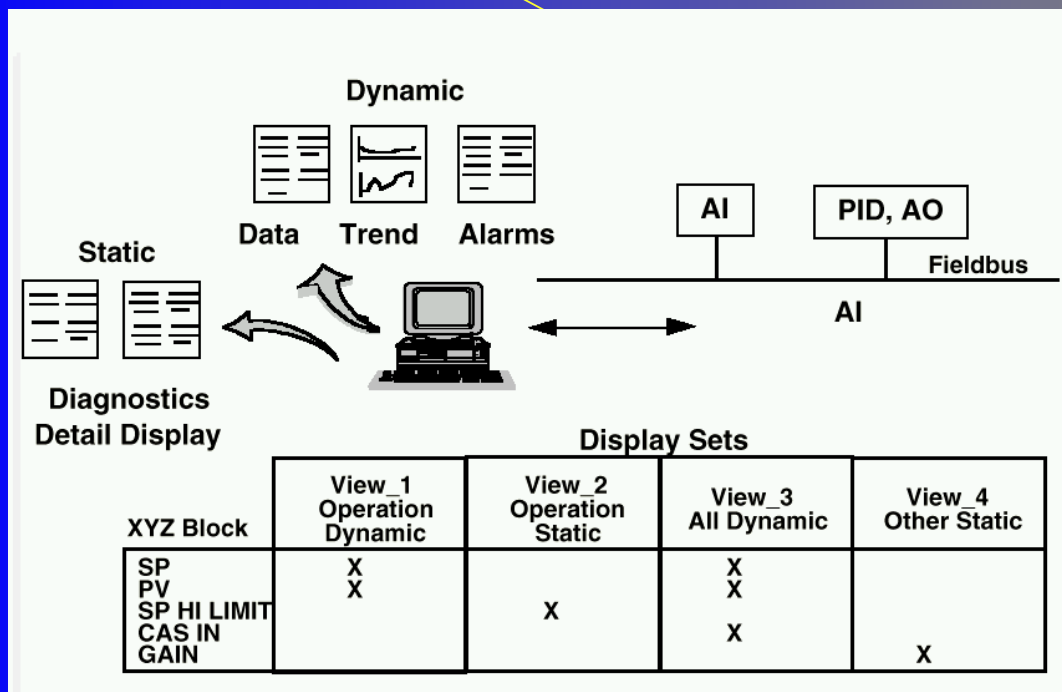 Dynamic
Data Trend Alarms
Static
Diagnostics
Detail Display
AI
PID, AO
Fieldbus
AI
Display Sets
XYZ Block
View_1
Operation
Dynamic
View_2
Operation
Static
View_3
All Dynamic
View_4
Other Static
SP X X
PV X X
SP HI LIMIT X
CAS IN X
GAIN X